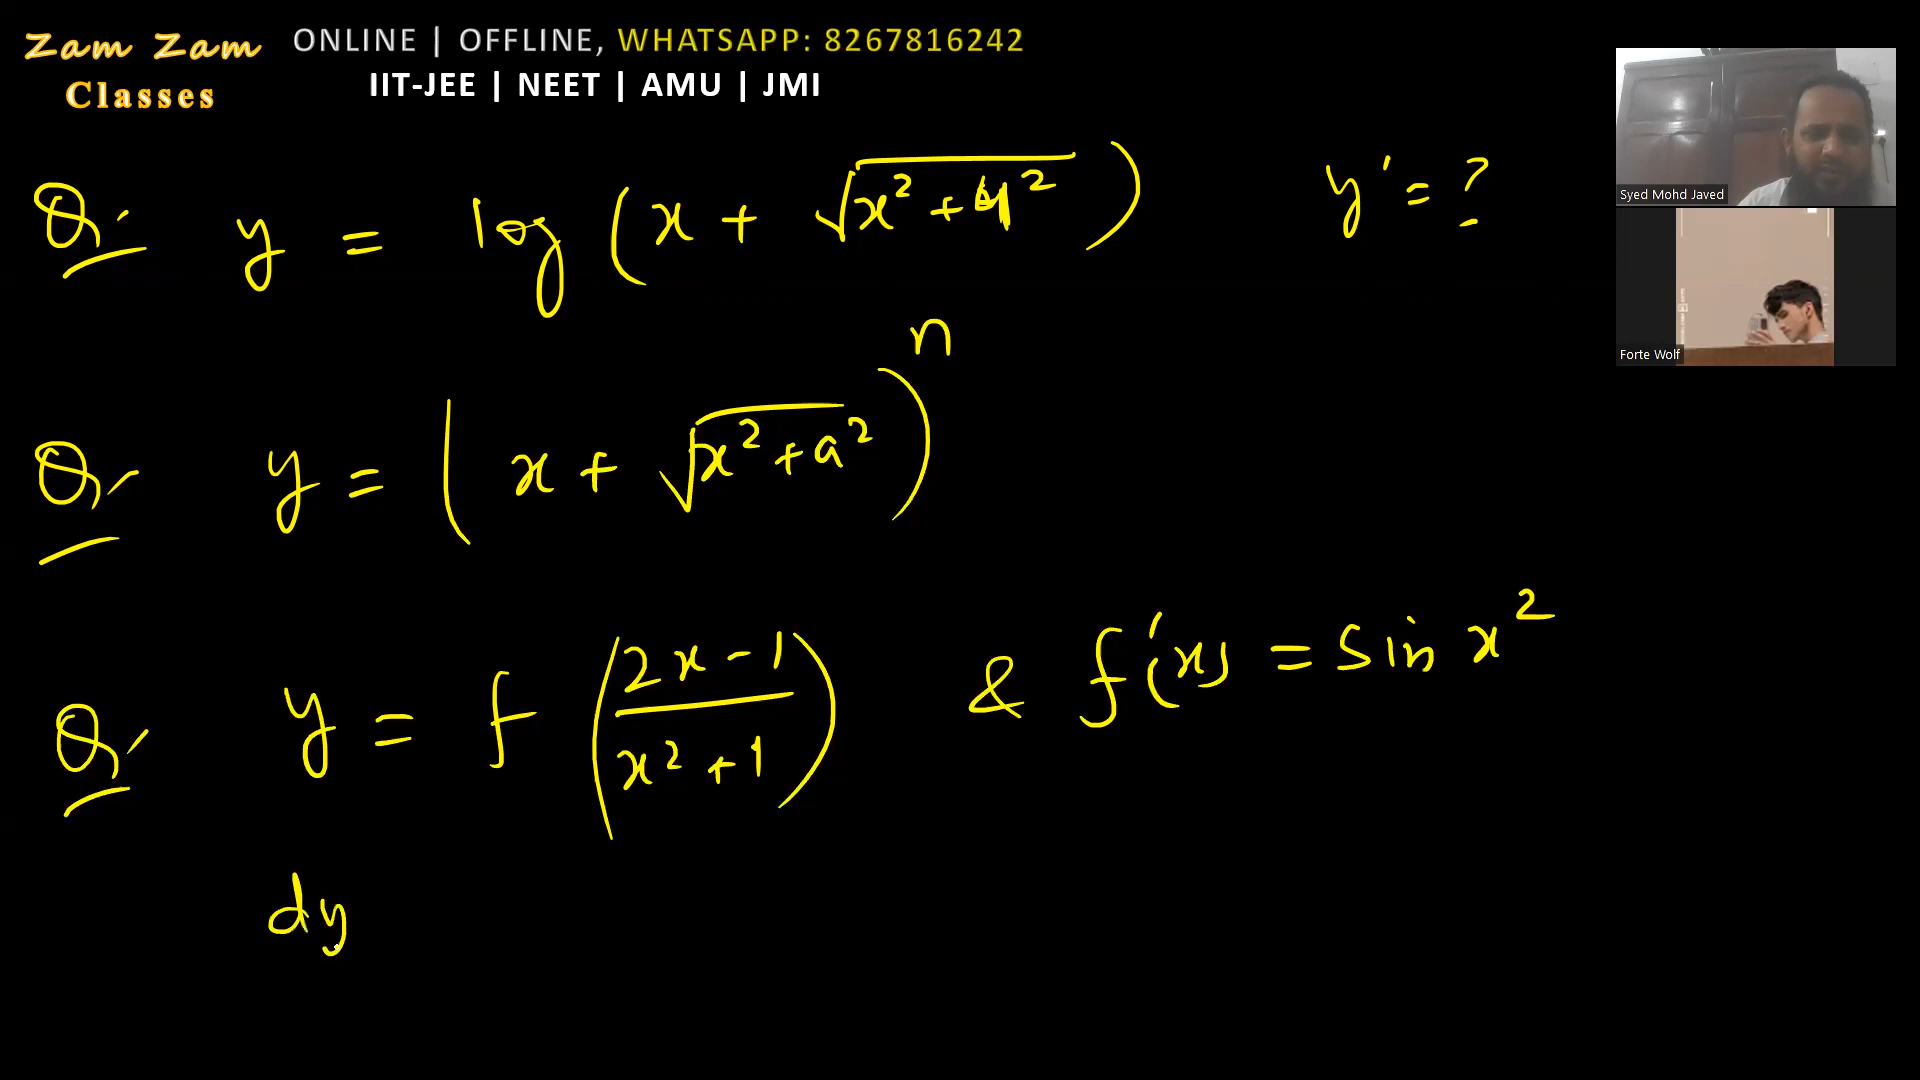 Zam Zam Classes
ONLINE | OFFLINE, WHATSAPP: 8267816242
IIT-JEE | NEET | AMU | JMI
Q. y = log (x + √(x² + a²)) y' = ?
Q. y = (x + √(x² + a²))ⁿ
Q. y = f((2x - 1)/(x² + 1)) & f'(x) = Sin x²
dy
Syed Mohd Javed
Forte Wolf